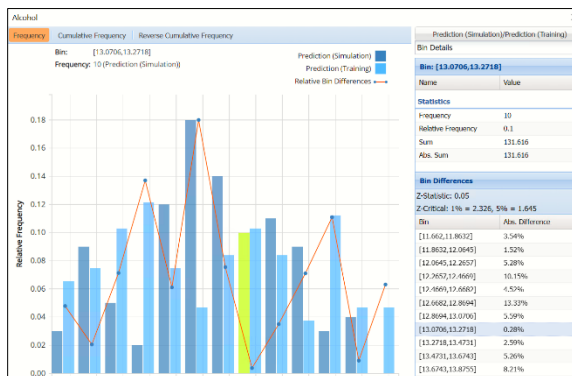 Alcohol
Frequency Cumulative Frequency Reverse Cumulative Frequency
Bin: [13.0706,13.2718]
Frequency: 10 (Prediction (Simulation))
Prediction (Simulation)
Prediction (Training)
Relative Bin Differences
Relative Frequency
0.18
0.16
0.14
0.12
0.10
0.08
0.06
0.04
0.02
0.00
Prediction (Simulation)/Prediction (Training)
Bin Details
Bin: [13.0706,13.2718]
Name Value
Statistics
Frequency 10
Relative Frequency 0.1
Sum 131.616
Abs. Sum 131.616
Bin Differences
Z-Statistic: 0.05
Z-Critical: 1% = 2.326, 5% = 1.645
Bin Abs. Difference
[11.662,11.8632] 3.54%
[11.8632,12.0645] 1.52%
[12.0645,12.2657] 5.28%
[12.2657,12.4669] 10.15%
[12.4669,12.6682] 4.52%
[12.6682,12.8694] 13.33%
[12.8694,13.0706] 5.59%
[13.0706,13.2718] 0.28%
[13.2718,13.4731] 2.59%
[13.4731,13.6743] 5.26%
[13.6743,13.8755] 8.21%